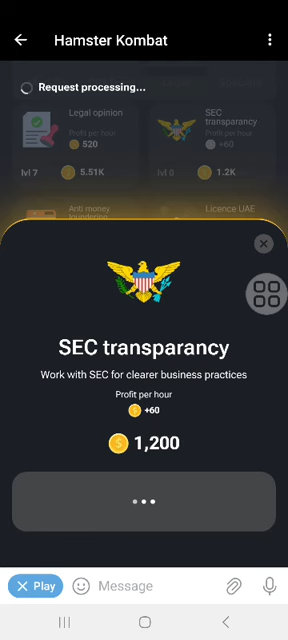 Hamster Kombat
Request processing...
Legal opinion
Profit per hour
520
lvl 7
5.51K
SEC
transparancy
Profit per hour
+60
lvl 0
1.2K
Anti money
loundering
Licence UAE
SEC transparancy
Work with SEC for clearer business practices
Profit per hour
+60
1,200
Play
Message